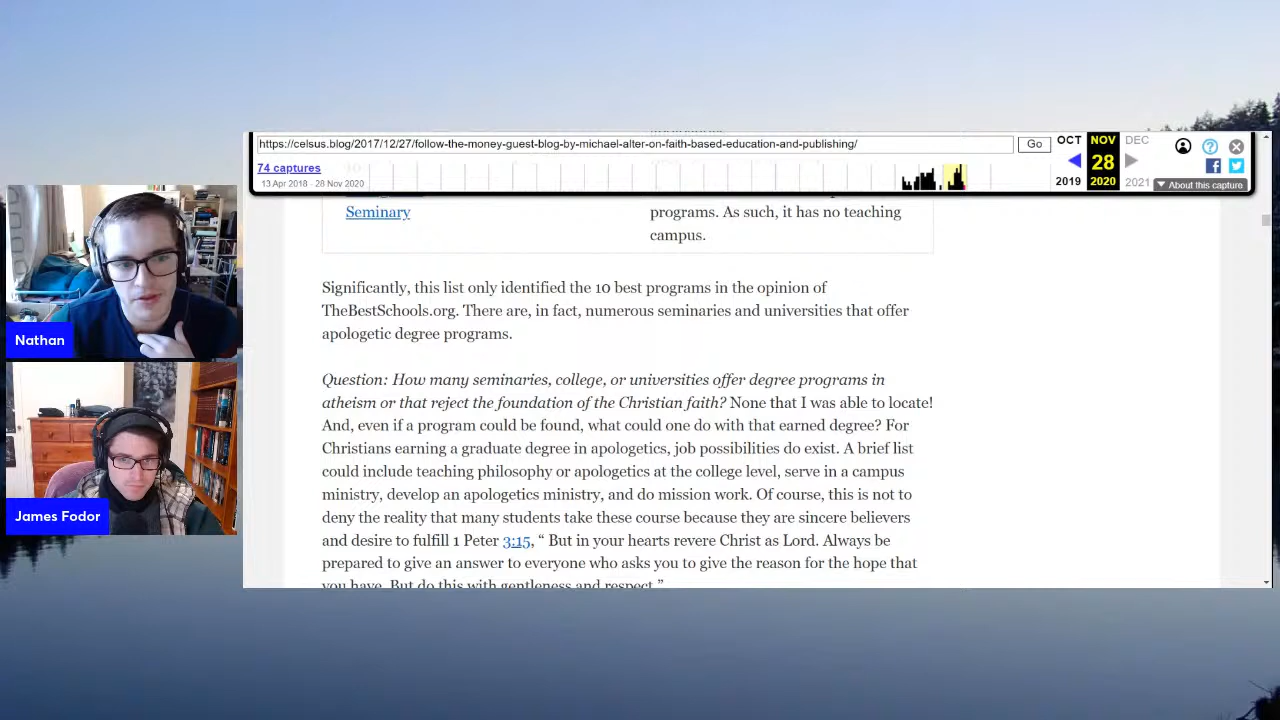 https://celsus.blog/2017/12/27/follow-the-money-guest-blog-by-michael-alter-on-faith-based-education-and-publishing/
Go
OCT NOV DEC
74 captures
28
13 Apr 2018 - 28 Nov 2020
2019 2020 2021
About this capture
Seminary
programs. As such, it has no teaching
campus.
Significantly, this list only identified the 10 best programs in the opinion of
TheBestSchools.org. There are, in fact, numerous seminaries and universities that offer
apologetic degree programs.
Question: How many seminaries, college, or universities offer degree programs in
atheism or that reject the foundation of the Christian faith? None that I was able to locate!
And, even if a program could be found, what could one do with that earned degree? For
Christians earning a graduate degree in apologetics, job possibilities do exist. A brief list
could include teaching philosophy or apologetics at the college level, serve in a campus
ministry, develop an apologetics ministry, and do mission work. Of course, this is not to
deny the reality that many students take these course because they are sincere believers
and desire to fulfill 1 Peter 3:15, “ But in your hearts revere Christ as Lord. Always be
prepared to give an answer to everyone who asks you to give the reason for the hope that
you have. But do this with gentleness and respect.”
Nathan
James Fodor